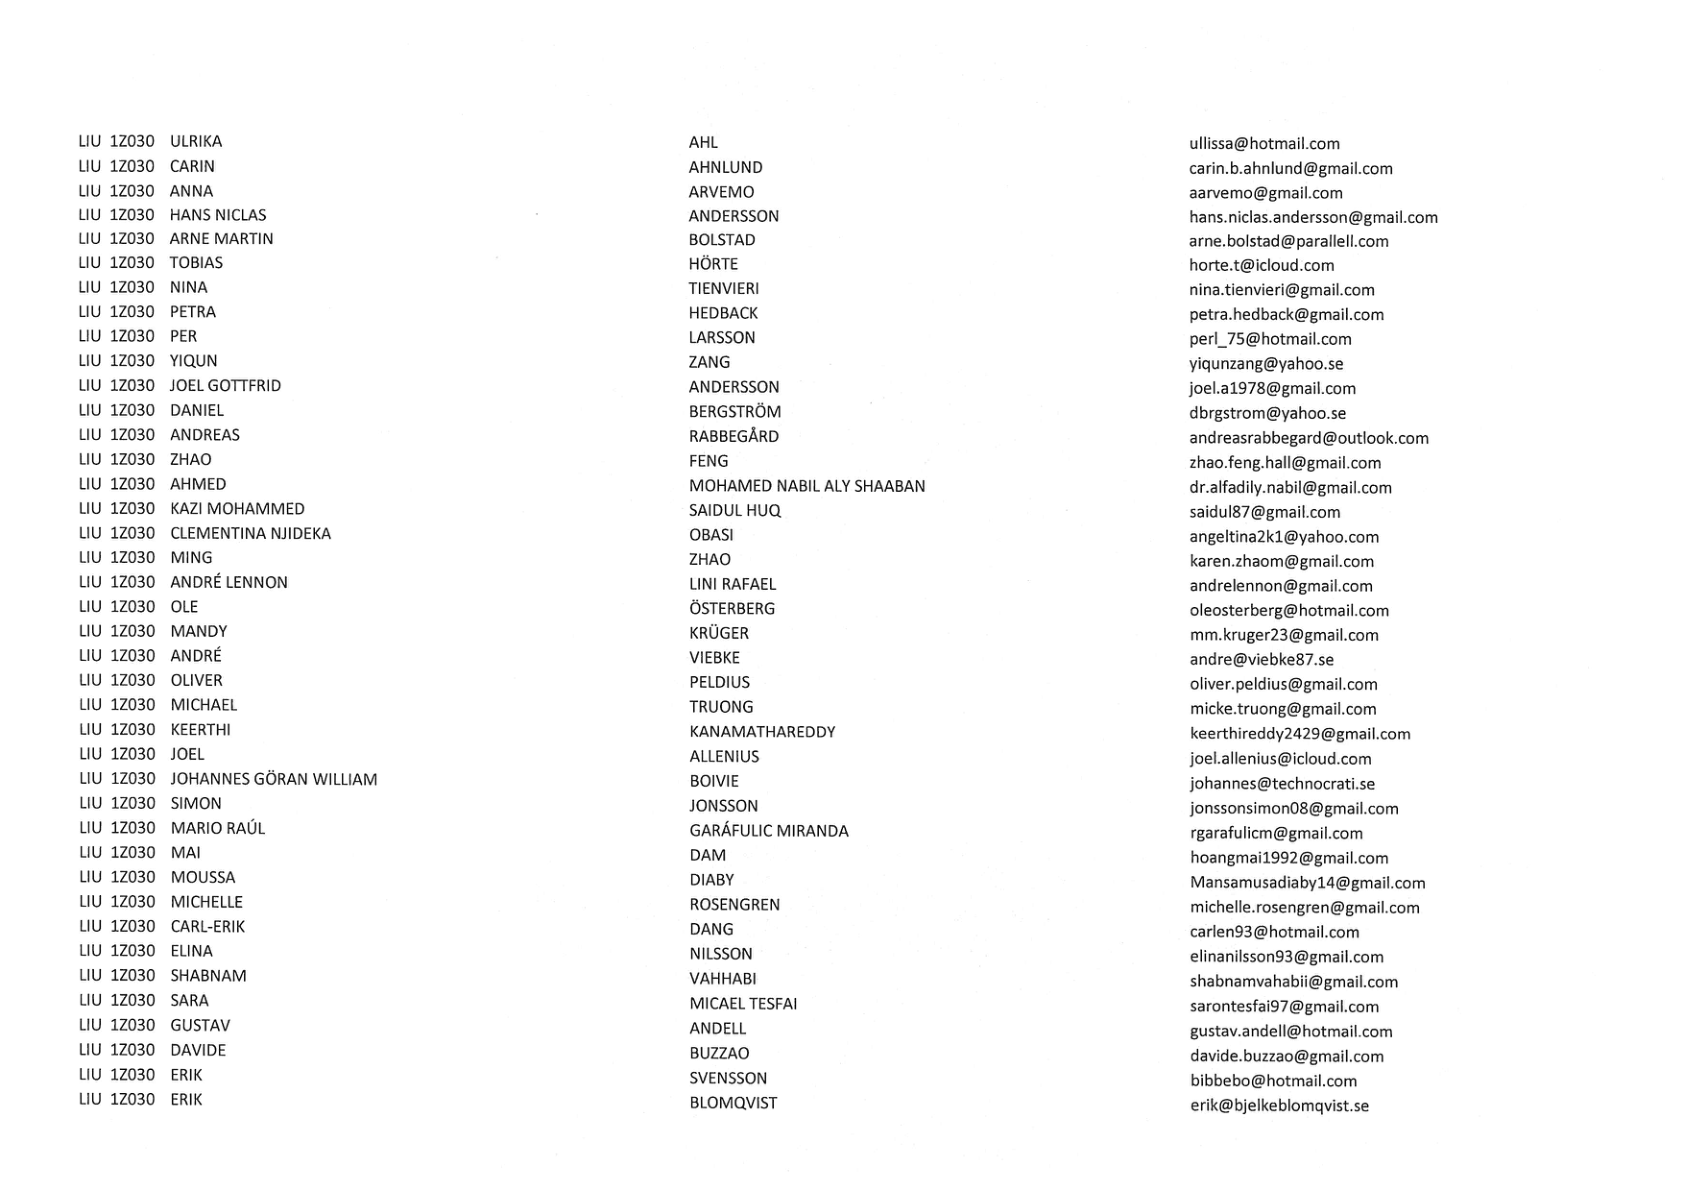 LIU 1Z030 ULRIKA AHL ullissa@hotmail.com
LIU 1Z030 CARIN AHNLUND carin.b.ahnlund@gmail.com
LIU 1Z030 ANNA ARVEMO aarvemo@gmail.com
LIU 1Z030 HANS NICLAS ANDERSSON hans.niclas.andersson@gmail.com
LIU 1Z030 ARNE MARTIN BOLSTAD arne.bolstad@parallell.com
LIU 1Z030 TOBIAS HÖRTE horte.t@icloud.com
LIU 1Z030 NINA TIENVIERI nina.tienvieri@gmail.com
LIU 1Z030 PETRA HEDBACK petra.hedback@gmail.com
LIU 1Z030 PER LARSSON perl_75@hotmail.com
LIU 1Z030 YIQUN ZANG yiqunzang@yahoo.se
LIU 1Z030 JOEL GOTTFRID ANDERSSON joel.a1978@gmail.com
LIU 1Z030 DANIEL BERGSTRÖM dbrgstrom@yahoo.se
LIU 1Z030 ANDREAS RABBEGÅRD andreasrabbegard@outlook.com
LIU 1Z030 ZHAO FENG zhao.feng.hall@gmail.com
LIU 1Z030 AHMED MOHAMED NABIL ALY SHAABAN dr.alfadily.nabil@gmail.com
LIU 1Z030 KAZI MOHAMMED SAIDUL HUQ saidul87@gmail.com
LIU 1Z030 CLEMENTINA NJIDEKA OBASI angeltina2k1@yahoo.com
LIU 1Z030 MING ZHAO karen.zhaom@gmail.com
LIU 1Z030 ANDRÉ LENNON LINI RAFAEL andrelennon@gmail.com
LIU 1Z030 OLE ÖSTERBERG oleosterberg@hotmail.com
LIU 1Z030 MANDY KRÜGER mm.kruger23@gmail.com
LIU 1Z030 ANDRÉ VIEBKE andre@viebke87.se
LIU 1Z030 OLIVER PELDIUS oliver.peldius@gmail.com
LIU 1Z030 MICHAEL TRUONG micke.truong@gmail.com
LIU 1Z030 KEERTHI KANAMATHAREDDY keerthireddy2429@gmail.com
LIU 1Z030 JOEL ALLENIUS joel.allenius@icloud.com
LIU 1Z030 JOHANNES GÖRAN WILLIAM BOIVIE johannes@technocrati.se
LIU 1Z030 SIMON JONSSON jonssonsimon08@gmail.com
LIU 1Z030 MARIO RAÚL GARÁFULIC MIRANDA rgarafulicm@gmail.com
LIU 1Z030 MAI DAM hoangmai1992@gmail.com
LIU 1Z030 MOUSSA DIABY Mansamusadiaby14@gmail.com
LIU 1Z030 MICHELLE ROSENGREN michelle.rosengren@gmail.com
LIU 1Z030 CARL-ERIK DANG carlen93@hotmail.com
LIU 1Z030 ELINA NILSSON elinanilsson93@gmail.com
LIU 1Z030 SHABNAM VAHHABI shabnamvahabii@gmail.com
LIU 1Z030 SARA MICAEL TESFAI sarontesfai97@gmail.com
LIU 1Z030 GUSTAV ANDELL gustav.andell@hotmail.com
LIU 1Z030 DAVIDE BUZZAO davide.buzzao@gmail.com
LIU 1Z030 ERIK SVENSSON bibbebo@hotmail.com
LIU 1Z030 ERIK BLOMQVIST erik@bjelkeblomqvist.se